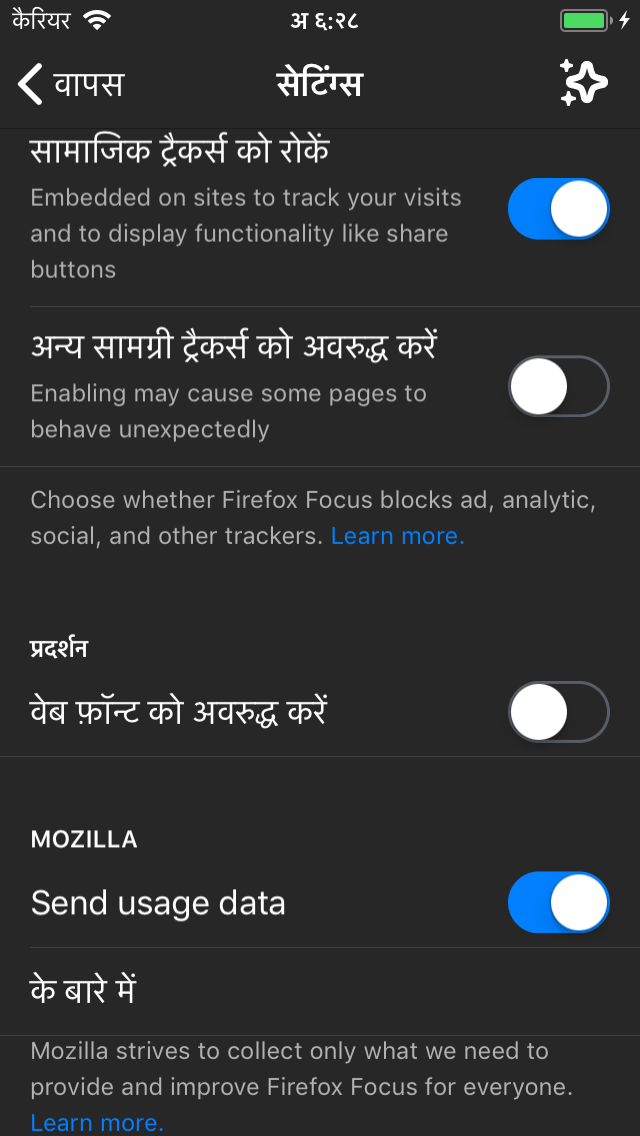 कैरियर
अ ६:२८
वापस
सेटिंग्स
सामाजिक ट्रैकर्स को रोकें
Embedded on sites to track your visits
and to display functionality like share
buttons
अन्य सामग्री ट्रैकर्स को अवरुद्ध करें
Enabling may cause some pages to
behave unexpectedly
Choose whether Firefox Focus blocks ad, analytic,
social, and other trackers. Learn more.
प्रदर्शन
वेब फ़ॉन्ट को अवरुद्ध करें
MOZILLA
Send usage data
के बारे में
Mozilla strives to collect only what we need to
provide and improve Firefox Focus for everyone.
Learn more.